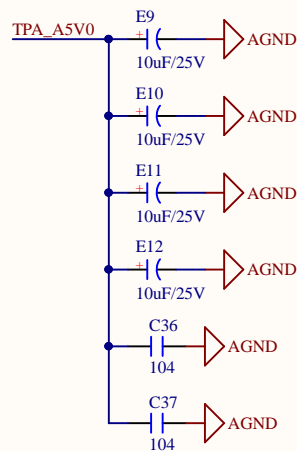 E9
TPA_A5V0
+
AGND
10uF/25V
E10
+
AGND
10uF/25V
E11
+
AGND
10uF/25V
E12
+
AGND
10uF/25V
C36
AGND
104
C37
AGND
104